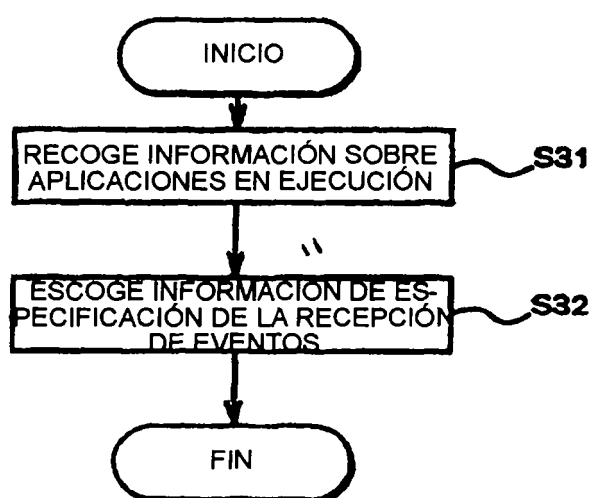 INICIO
RECOGE INFORMACIÓN SOBRE
APLICACIONES EN EJECUCIÓN
S31
ESCOGE INFORMACIÓN DE ES-
PECIFICACIÓN DE LA RECEPCIÓN
DE EVENTOS
S32
FIN